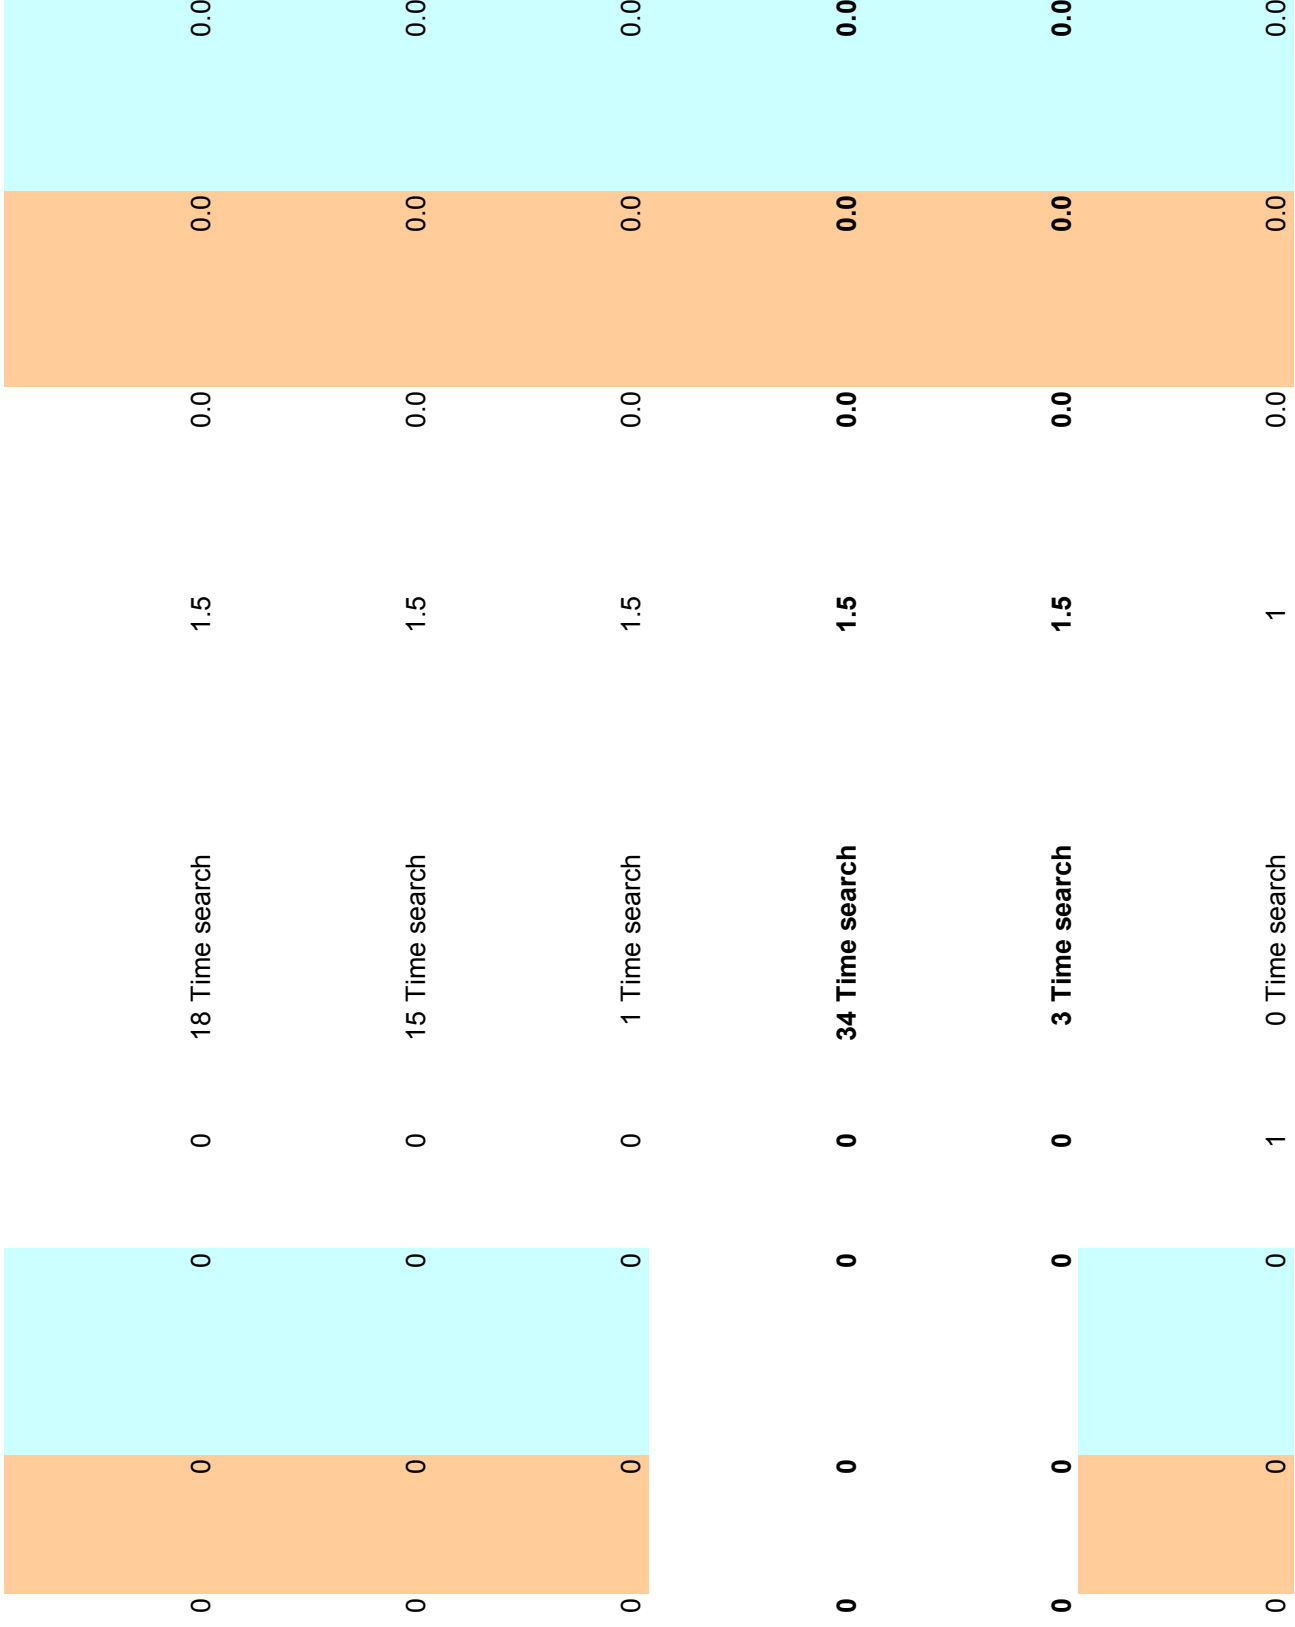 0 0 0 0 18 Time search 1.5 0.0 0.0 0.0
0 0 0 0 15 Time search 1.5 0.0 0.0 0.0
0 0 0 0 1 Time search 1.5 0.0 0.0 0.0
0 0 0 0 34 Time search 1.5 0.0 0.0 0.0
0 0 0 0 3 Time search 1.5 0.0 0.0 0.0
0 0 0 1 0 Time search 1 0.0 0.0 0.0